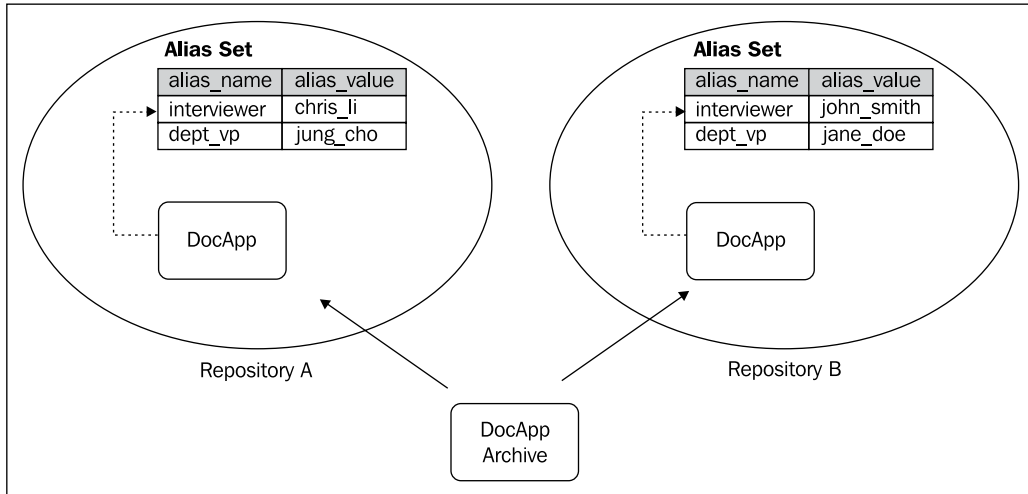 Alias Set
alias_name alias_value
interviewer chris_li
dept_vp jung_cho
DocApp
Repository A
Alias Set
alias_name alias_value
interviewer john_smith
dept_vp jane_doe
DocApp
Repository B
DocApp
Archive